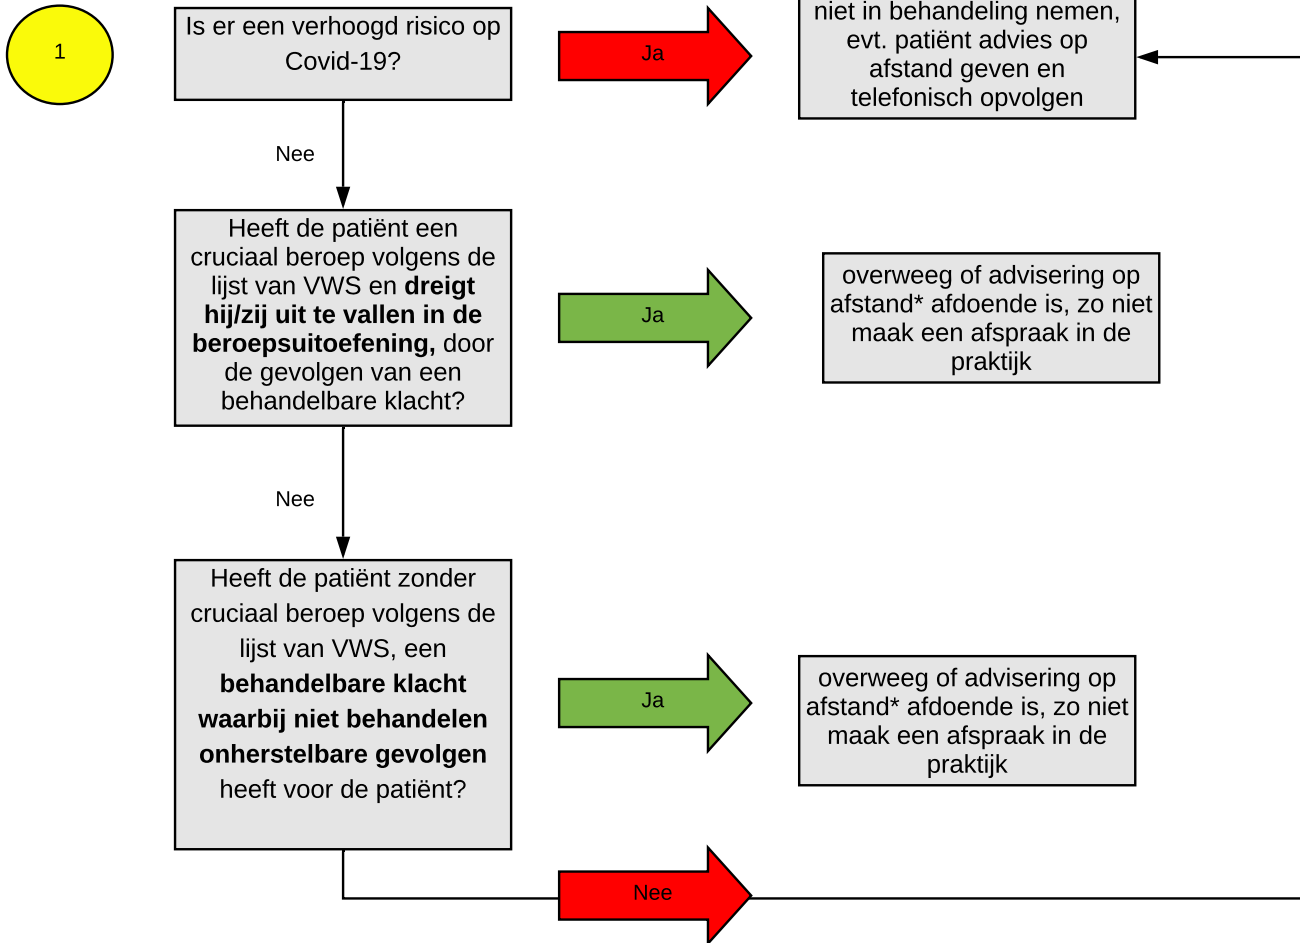 1
Is er een verhoogd risico op
Covid-19?
Ja
niet in behandeling nemen,
evt. patiënt advies op
afstand geven en
telefonisch opvolgen
Nee
Heeft de patiënt een
cruciaal beroep volgens de
lijst van VWS en dreigt
hij/zij uit te vallen in de
beroepsuitoefening, door
de gevolgen van een
behandelbare klacht?
Ja
overweeg of advisering op
afstand* afdoende is, zo niet
maak een afspraak in de
praktijk
Nee
Heeft de patiënt zonder
cruciaal beroep volgens de
lijst van VWS, een
behandelbare klacht
waarbij niet behandelen
onherstelbare gevolgen
heeft voor de patiënt?
Ja
overweeg of advisering op
afstand* afdoende is, zo niet
maak een afspraak in de
praktijk
Nee